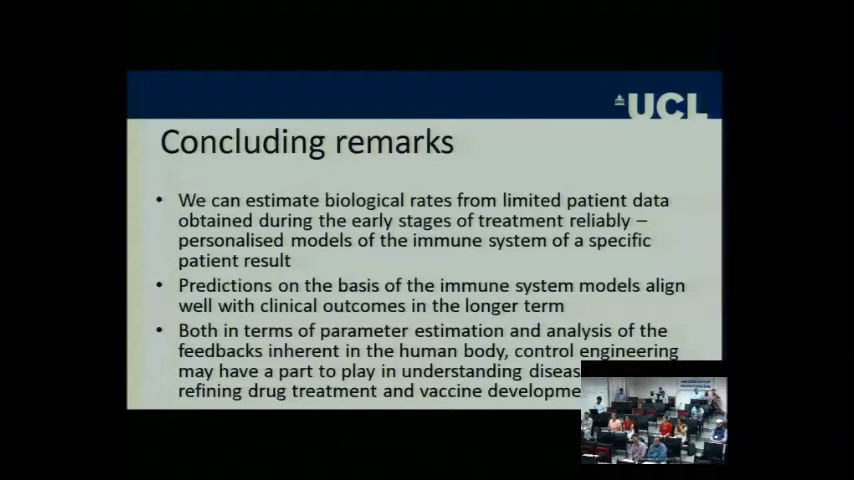 UCL
Concluding remarks
• We can estimate biological rates from limited patient data
obtained during the early stages of treatment reliably –
personalised models of the immune system of a specific
patient result
• Predictions on the basis of the immune system models align
well with clinical outcomes in the longer term
• Both in terms of parameter estimation and analysis of the
feedbacks inherent in the human body, control engineering
may have a part to play in understanding
refining drug treatment and vaccine